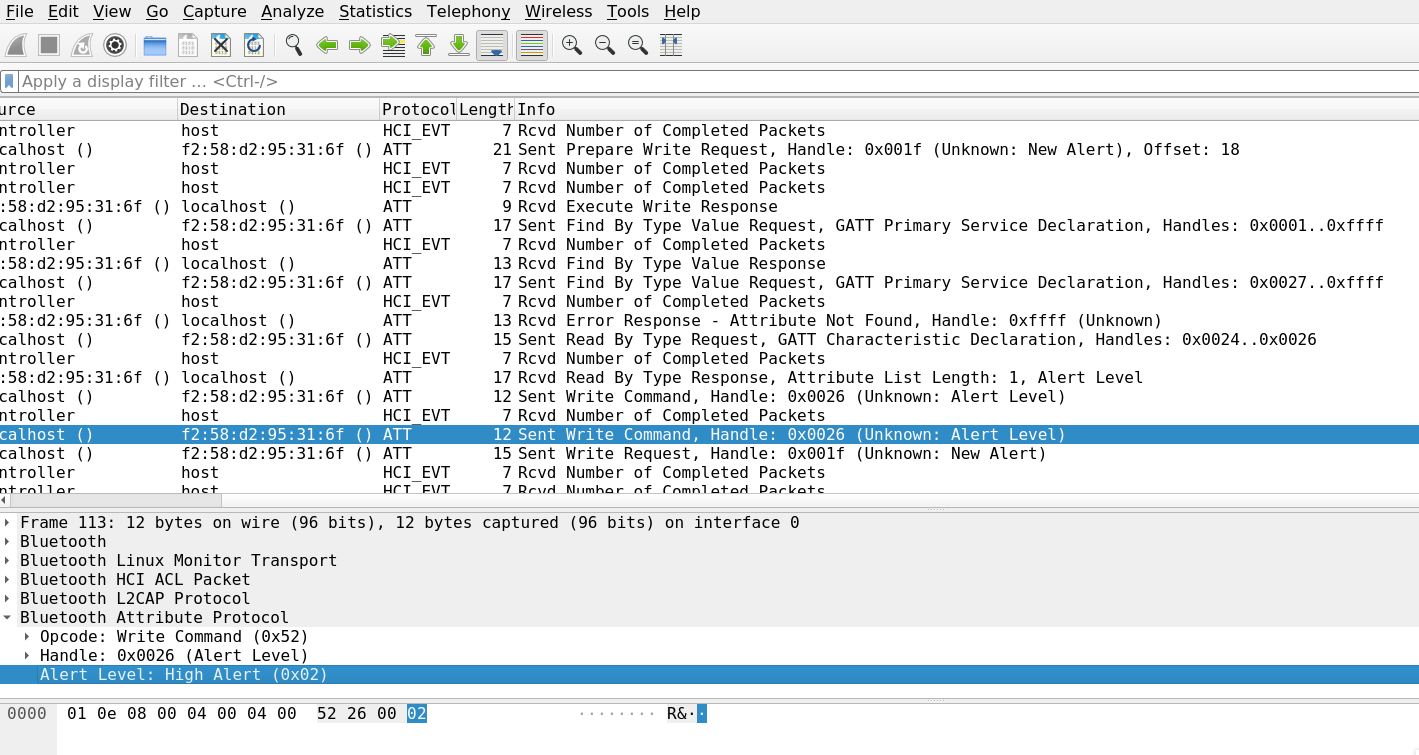 File Edit View Go Capture Analyze Statistics Telephony Wireless Tools Help
Apply a display filter … <Ctrl-/>
urce Destination Protocol Length Info
ntroller host HCI_EVT 7 Rcvd Number of Completed Packets
calhost () f2:58:d2:95:31:6f () ATT 21 Sent Prepare Write Request, Handle: 0x001f (Unknown: New Alert), Offset: 18
ntroller host HCI_EVT 7 Rcvd Number of Completed Packets
ntroller host HCI_EVT 7 Rcvd Number of Completed Packets
:58:d2:95:31:6f () localhost () ATT 9 Rcvd Execute Write Response
calhost () f2:58:d2:95:31:6f () ATT 17 Sent Find By Type Value Request, GATT Primary Service Declaration, Handles: 0x0001..0xffff
ntroller host HCI_EVT 7 Rcvd Number of Completed Packets
:58:d2:95:31:6f () localhost () ATT 13 Rcvd Find By Type Value Response
calhost () f2:58:d2:95:31:6f () ATT 17 Sent Find By Type Value Request, GATT Primary Service Declaration, Handles: 0x0027..0xffff
ntroller host HCI_EVT 7 Rcvd Number of Completed Packets
:58:d2:95:31:6f () localhost () ATT 13 Rcvd Error Response - Attribute Not Found, Handle: 0xffff (Unknown)
calhost () f2:58:d2:95:31:6f () ATT 15 Sent Read By Type Request, GATT Characteristic Declaration, Handles: 0x0024..0x0026
ntroller host HCI_EVT 7 Rcvd Number of Completed Packets
:58:d2:95:31:6f () localhost () ATT 17 Rcvd Read By Type Response, Attribute List Length: 1, Alert Level
calhost () f2:58:d2:95:31:6f () ATT 12 Sent Write Command, Handle: 0x0026 (Unknown: Alert Level)
ntroller host HCI_EVT 7 Rcvd Number of Completed Packets
calhost () f2:58:d2:95:31:6f () ATT 12 Sent Write Command, Handle: 0x0026 (Unknown: Alert Level)
calhost () f2:58:d2:95:31:6f () ATT 15 Sent Write Request, Handle: 0x001f (Unknown: New Alert)
ntroller host HCI_EVT 7 Rcvd Number of Completed Packets
ntroller host HCI_EVT 7 Rcvd Number of Completed Packets
Frame 113: 12 bytes on wire (96 bits), 12 bytes captured (96 bits) on interface 0
Bluetooth
Bluetooth Linux Monitor Transport
Bluetooth HCI ACL Packet
Bluetooth L2CAP Protocol
Bluetooth Attribute Protocol
Opcode: Write Command (0x52)
Handle: 0x0026 (Alert Level)
Alert Level: High Alert (0x02)
0000 01 0e 08 00 04 00 04 00 52 26 00 02 ········ R&··